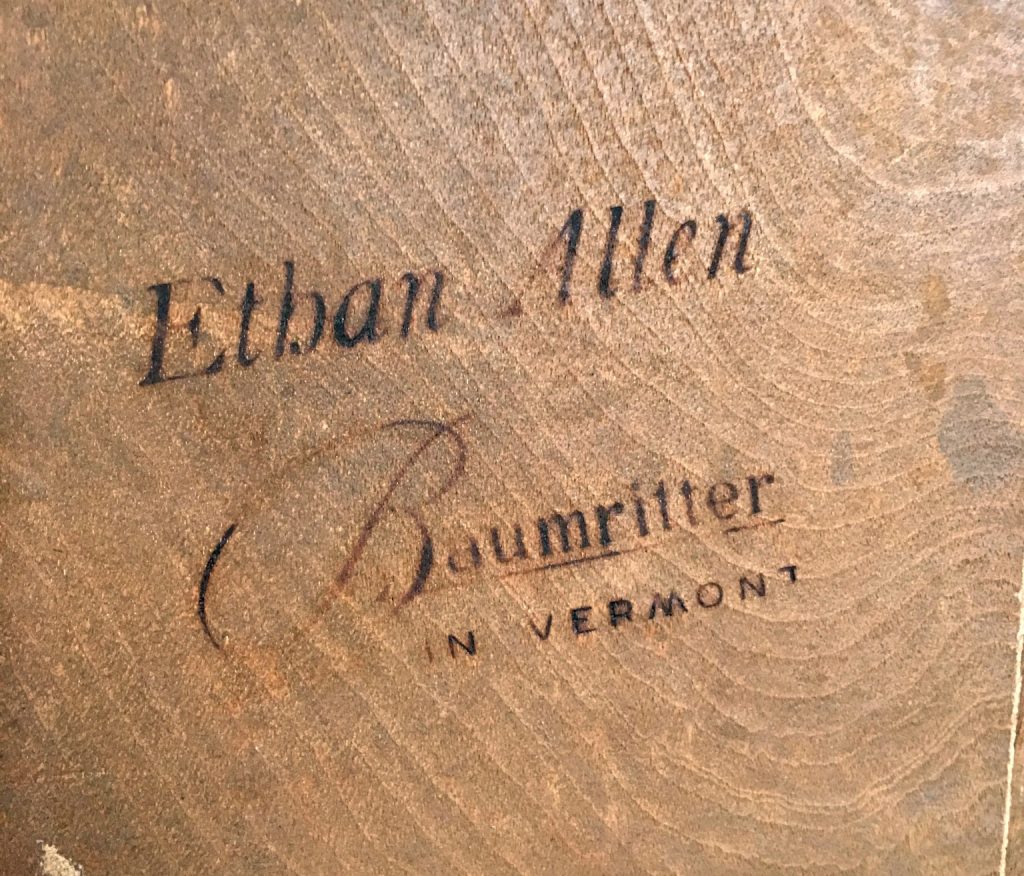 Ethan Allen
Baumritter
IN VERMONT